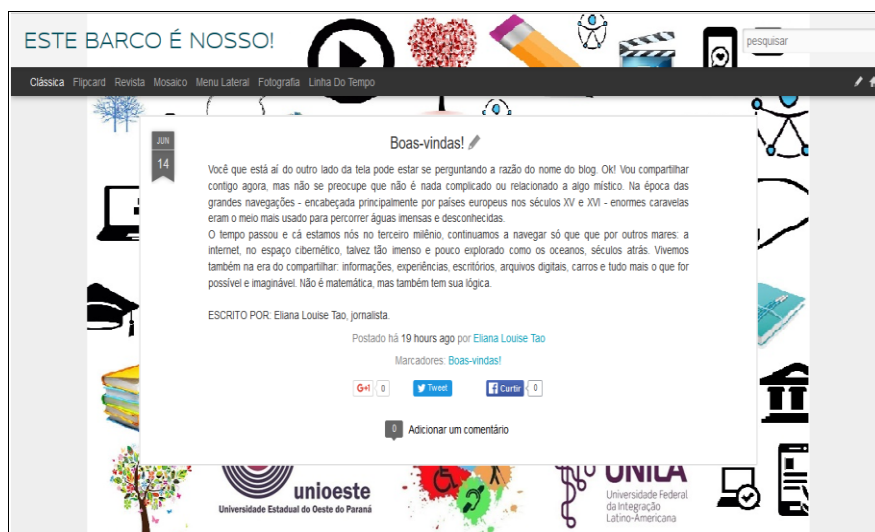 ESTE BARCO É NOSSO!
pesquisar
Clássica Flipcard Revista Mosaico Menu Lateral Fotografia Linha Do Tempo
JUN
14
Boas-vindas!
Você que está aí do outro lado da tela pode estar se perguntando a razão do nome do blog. Ok! Vou compartilhar
contigo agora, mas não se preocupe que não é nada complicado ou relacionado a algo místico. Na época das
grandes navegações - encabeçada principalmente por países europeus nos séculos XV e XVI - enormes caravelas
eram o meio mais usado para percorrer águas imensas e desconhecidas.
O tempo passou e cá estamos nós no terceiro milênio, continuamos a navegar só que que por outros mares: a
internet, no espaço cibernético, talvez tão imenso e pouco explorado como os oceanos, séculos atrás. Vivemos
também na era do compartilhar: informações, experiências, escritórios, arquivos digitais, carros e tudo mais o que for
possível e imaginável. Não é matemática, mas também tem sua lógica.
ESCRITO POR: Eliana Louise Tao, jornalista.
Postado há 19 hours ago por Eliana Louise Tao
Marcadores: Boas-vindas!
G+1 0 Tweet Curtir 0
0 Adicionar um comentário
unioeste
Universidade Estadual do Oeste do Paraná
UNILA
Universidade Federal
da Integração
Latino-Americana